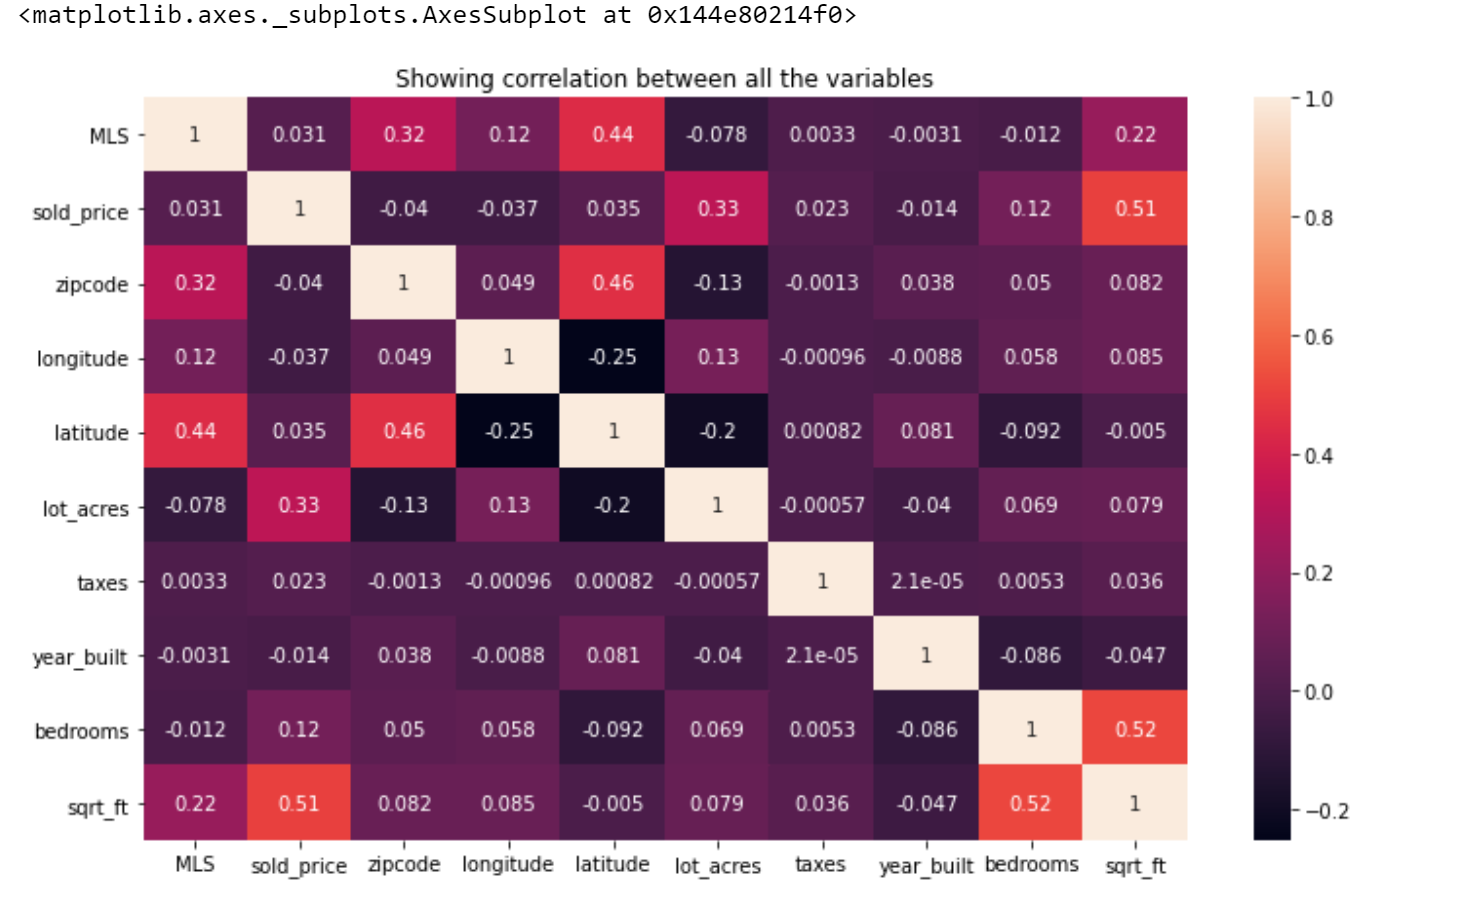 <matplotlib.axes._subplots.AxesSubplot at 0x144e80214f0>
Showing correlation between all the variables
MLS 1 0.031 0.32 0.12 0.44 -0.078 0.0033 -0.0031 -0.012 0.22
sold_price 0.031 1 -0.04 -0.037 0.035 0.33 0.023 -0.014 0.12 0.51
zipcode 0.32 -0.04 1 0.049 0.46 -0.13 -0.0013 0.038 0.05 0.082
longitude 0.12 -0.037 0.049 1 -0.25 0.13 -0.00096 -0.0088 0.058 0.085
latitude 0.44 0.035 0.46 -0.25 1 -0.2 0.00082 0.081 -0.092 -0.005
lot_acres -0.078 0.33 -0.13 0.13 -0.2 1 -0.00057 -0.04 0.069 0.079
taxes 0.0033 0.023 -0.0013 -0.00096 0.00082 -0.00057 1 2.1e-05 0.0053 0.036
year_built -0.0031 -0.014 0.038 -0.0088 0.081 -0.04 2.1e-05 1 -0.086 -0.047
bedrooms -0.012 0.12 0.05 0.058 -0.092 0.069 0.0053 -0.086 1 0.52
sqrt_ft 0.22 0.51 0.082 0.085 -0.005 0.079 0.036 -0.047 0.52 1
MLS sold_price zipcode longitude latitude lot_acres taxes year_built bedrooms sqrt_ft
1.0
0.8
0.6
0.4
0.2
0.0
−0.2